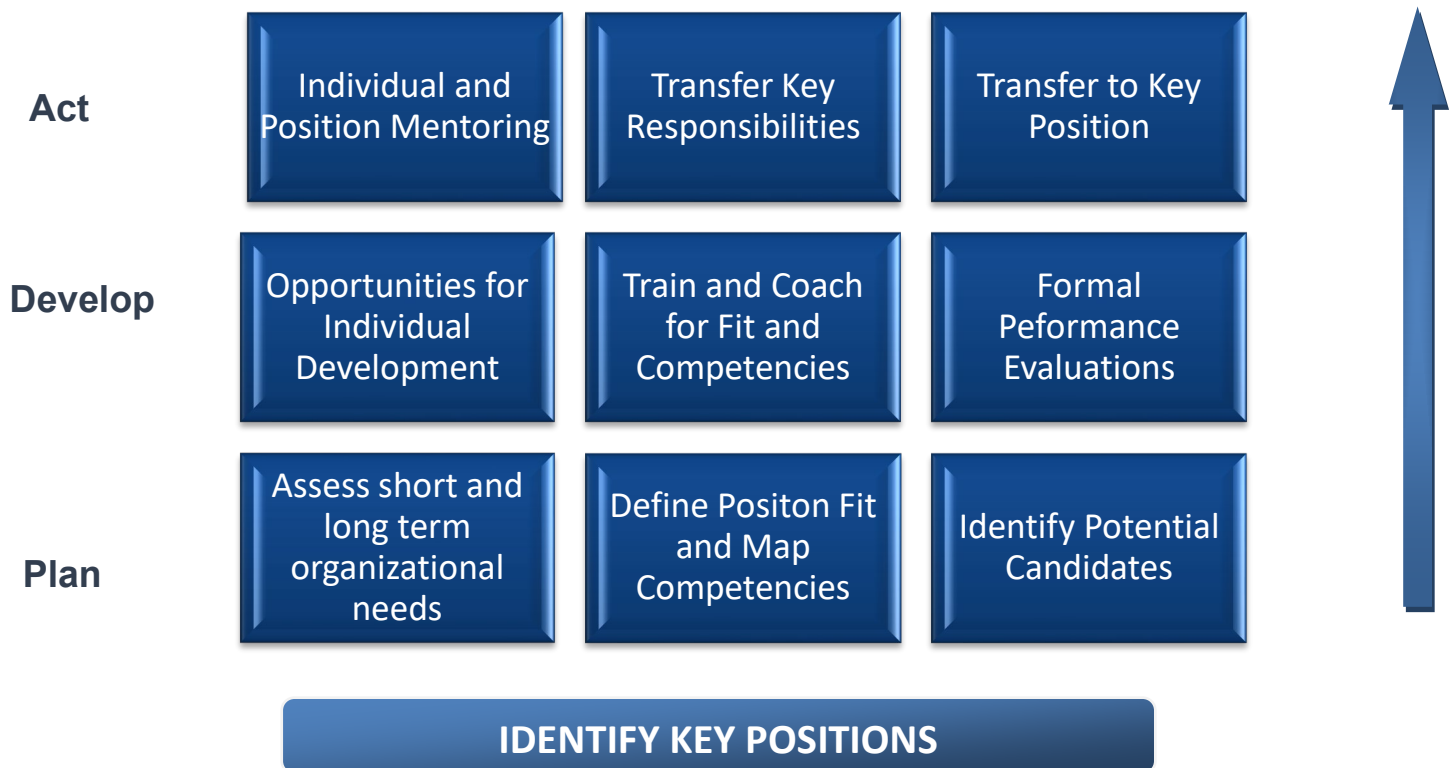 Act
Individual and
Position Mentoring
Transfer Key
Responsibilities
Transfer to Key
Position
Develop
Opportunities for
Individual
Development
Train and Coach
for Fit and
Competencies
Formal
Peformance
Evaluations
Plan
Assess short and
long term
organizational
needs
Define Positon Fit
and Map
Competencies
Identify Potential
Candidates
IDENTIFY KEY POSITIONS